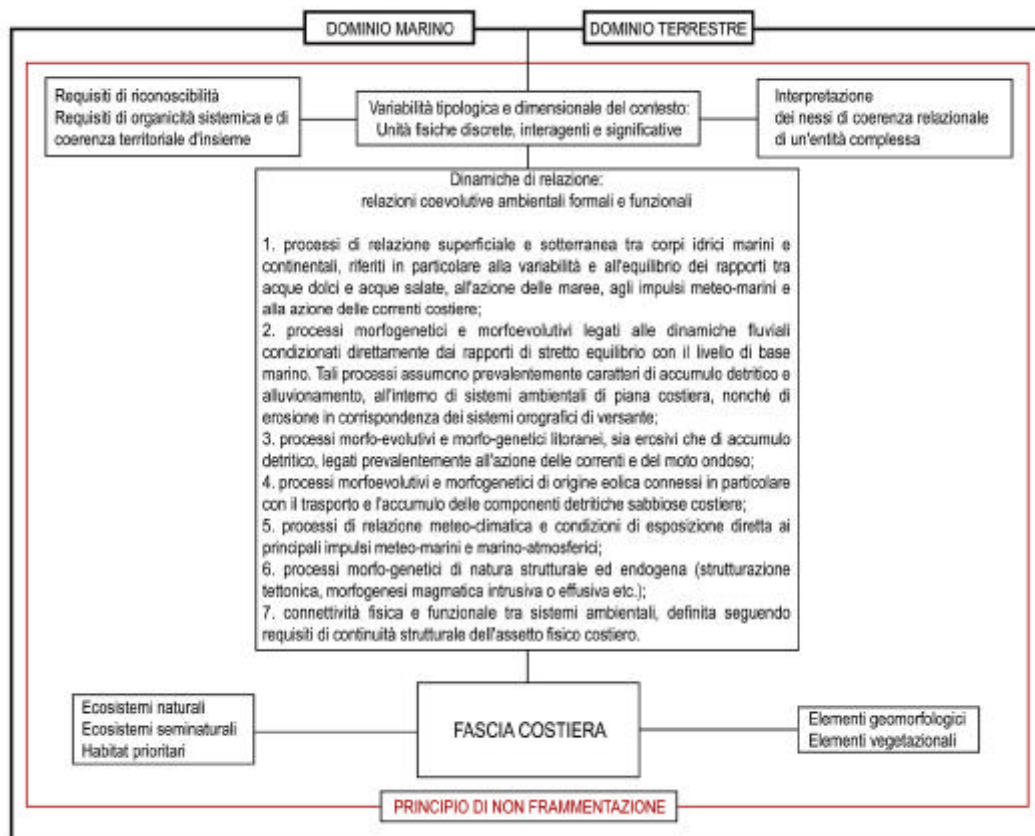 DOMINIO MARINO
DOMINIO TERRESTRE
Requisiti di riconoscibilità
Requisiti di organicità sistemica e di
coerenza territoriale d'insieme
Variabilità tipologica e dimensionale del contesto:
Unità fisiche discrete, interagenti e significative
Interpretazione
dei nessi di coerenza relazionale
di un'entità complessa
Dinamiche di relazione:
relazioni coevolutive ambientali formali e funzionali
1. processi di relazione superficiale e sotterranea tra corpi idrici marini e
continentali, riferiti in particolare alla variabilità e all'equilibrio dei rapporti tra
acque dolci e acque salate, all'azione delle maree, agli impulsi meteo-marini e
alla azione delle correnti costiere;
2. processi morfogenetici e morfoevolutivi legati alle dinamiche fluviali
condizionati direttamente dai rapporti di stretto equilibrio con il livello di base
marino. Tali processi assumono prevalentemente caratteri di accumulo detritico e
alluvionamento, all'interno di sistemi ambientali di piana costiera, nonché di
erosione in corrispondenza dei sistemi orografici di versante;
3. processi morfo-evolutivi e morfo-genetici litoranei, sia erosivi che di accumulo
detritico, legati prevalentemente all'azione delle correnti e del moto ondoso;
4. processi morfoevolutivi e morfogenetici di origine eolica connessi in particolare
con il trasporto e l'accumulo delle componenti detritiche sabbiose costiere;
5. processi di relazione meteo-climatica e condizioni di esposizione diretta ai
principali impulsi meteo-marini e marino-atmosferici;
6. processi morfo-genetici di natura strutturale ed endogena (strutturazione
tettonica, morfogenesi magmatica intrusiva o effusiva etc.);
7. connettività fisica e funzionale tra sistemi ambientali, definita seguendo
requisiti di continuità strutturale dell'assetto fisico costiero.
Ecosistemi naturali
Ecosistemi seminaturali
Habitat prioritari
FASCIA COSTIERA
Elementi geomorfologici
Elementi vegetazionali
PRINCIPIO DI NON FRAMMENTAZIONE